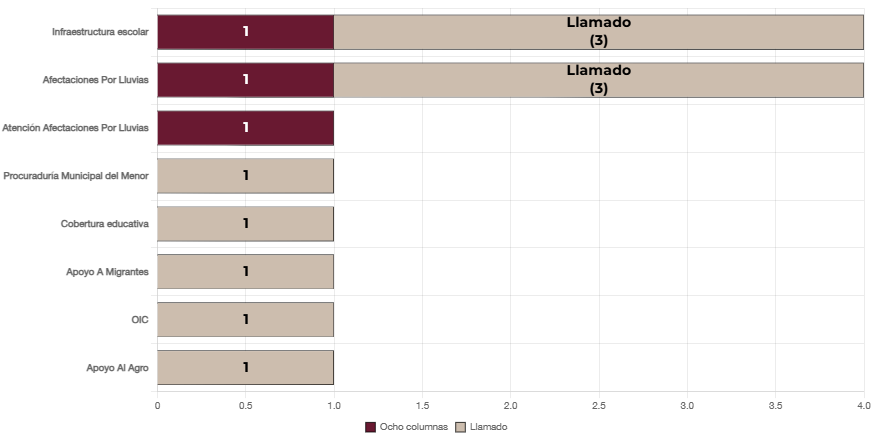 Infraestructura escolar
1
Llamado
(3)
Afectaciones Por Lluvias
1
Llamado
(3)
Atención Afectaciones Por Lluvias
1
Procuraduria Municipal del Menor
1
Cobertura educativa
1
Apoyo A Migrantes
1
OIC
1
Apoyo Al Agro
1
0 0.5 1.0 1.5 2.0 2.5 3.0 3.5 4.0
Ocho columnas Llamado